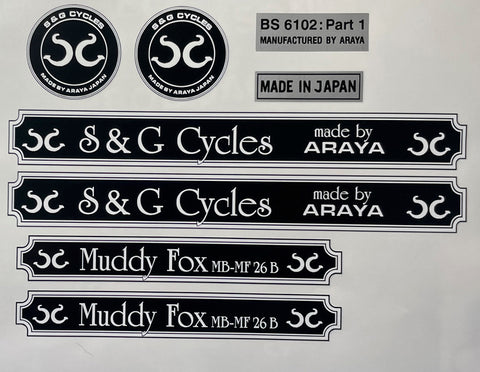 S & G CYCLES
MADE BY ARAYA JAPAN
S & G CYCLES
MADE BY ARAYA JAPAN
BS 6102: Part 1
MANUFACTURED BY ARAYA
MADE IN JAPAN
S & G Cycles made by ARAYA
S & G Cycles made by ARAYA
Muddy Fox MB-MF 26 B
Muddy Fox MB-MF 26 B